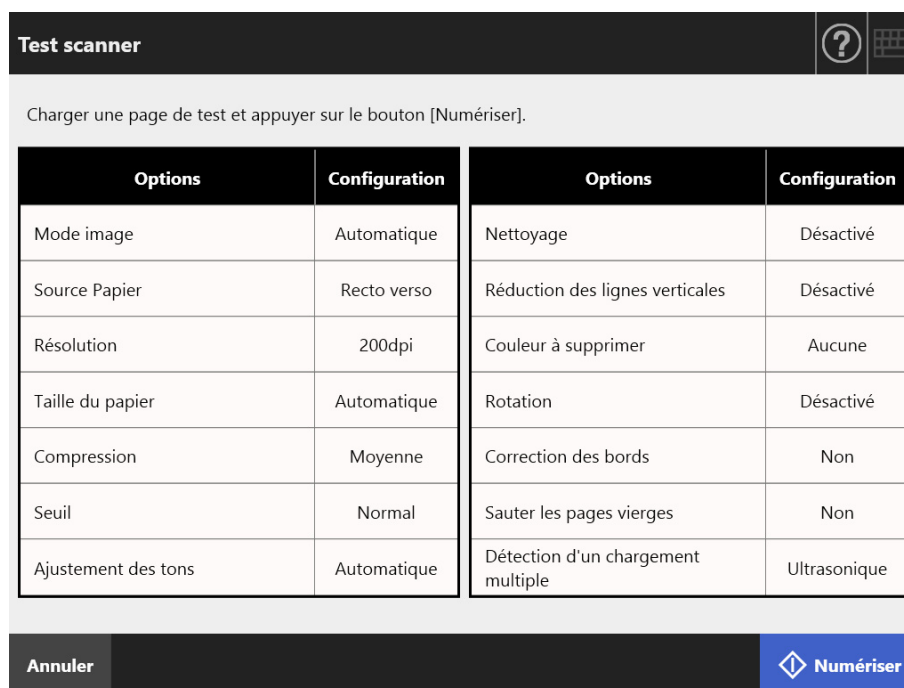 Test scanner
?
Charger une page de test et appuyer sur le bouton [Numériser].
Options Configuration
Mode image Automatique
Source Papier Recto verso
Résolution 200dpi
Taille du papier Automatique
Compression Moyenne
Seuil Normal
Ajustement des tons Automatique
Options Configuration
Nettoyage Désactivé
Réduction des lignes verticales Désactivé
Couleur à supprimer Aucune
Rotation Désactivé
Correction des bords Non
Sauter les pages vierges Non
Détection d'un chargement
multiple Ultrasonique
Annuler
Numériser